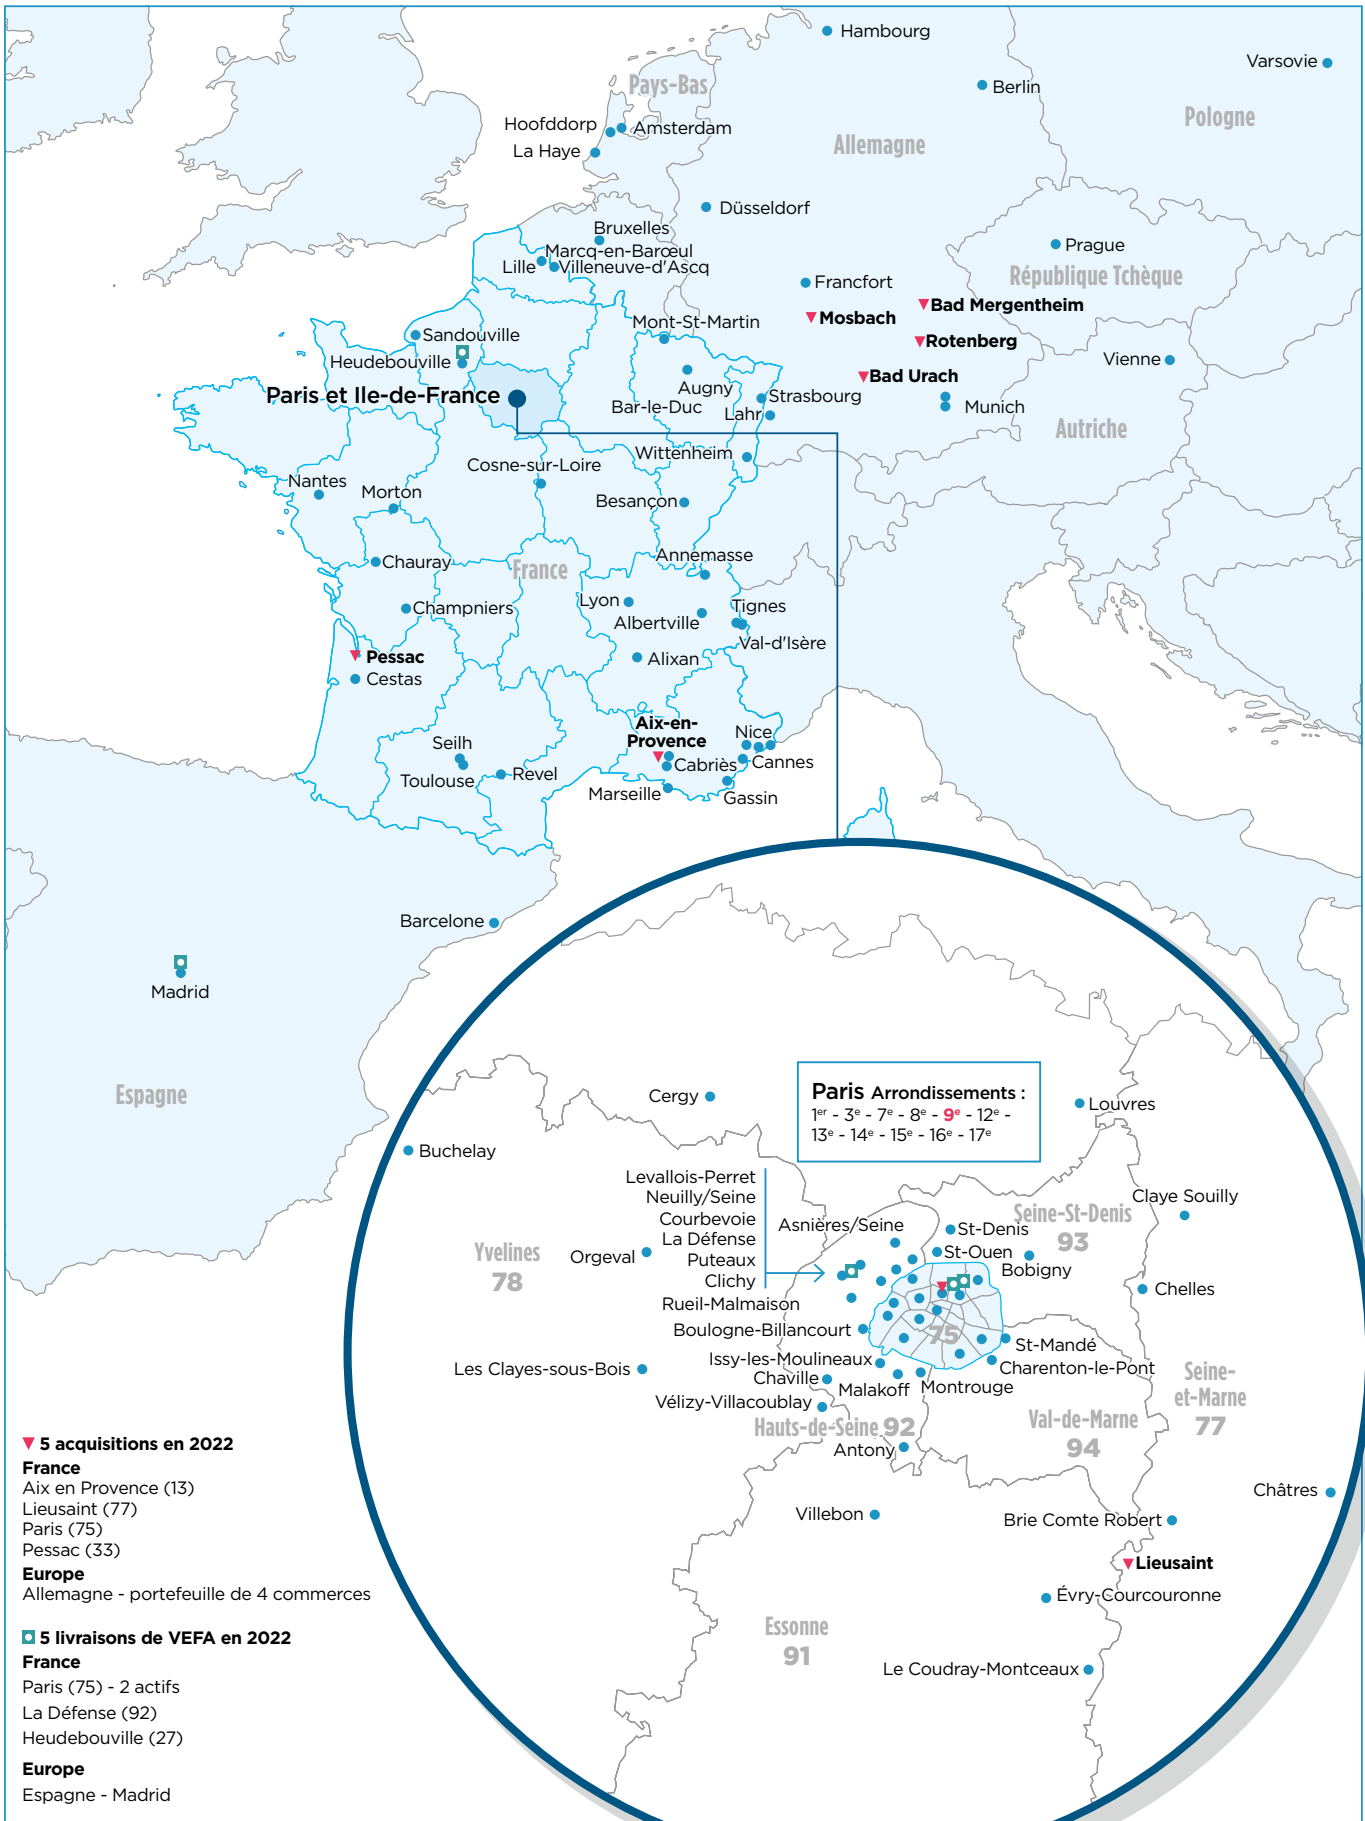 Hambourg
Varsovie
Berlin
Pays-Bas
Pologne
Hoofddorp
Amsterdam
Allemagne
La Haye
Düsseldorf
Bruxelles
Prague
Marcq-en-Barœul
Lille
Villeneuve-d'Ascq
République Tchèque
Francfort
Bad Mergentheim
Mosbach
Mont-St-Martin
Sandouville
Rotenberg
Heudebouville
Vienne
Bad Urach
Augny
Paris et Ile-de-France
Strasbourg
Bar-le-Duc
Munich
Lahr
Autriche
Wittenheim
Cosne-sur-Loire
Nantes
Morton
Besançon
Annemasse
Chauray
France
Lyon
Tignes
Champniers
Albertville
Val-d'Isère
Pessac
Alixan
Cestas
Aix-en-
Provence
Nice
Seilh
Cabriès
Cannes
Toulouse
Revel
Marseille
Gassin
Barcelone
Madrid
Espagne
Paris Arrondissements :
1er - 3e - 7e - 8e - 9e - 12e -
13e - 14e - 15e - 16e - 17e
Cergy
Louvres
Buchelay
Levallois-Perret
Neuilly/Seine
Courbevoie
La Défense
Puteaux
Clichy
Claye Souilly
Asnières/Seine
St-Denis
Seine-St-Denis
93
Yvelines
78
Orgeval
St-Ouen
Bobigny
Chelles
Rueil-Malmaison
Boulogne-Billancourt
75
St-Mandé
Issy-les-Moulineaux
Charenton-le-Pont
Les Clayes-sous-Bois
Chaville
Malakoff
Montrouge
Seine-
et-Marne
77
Vélizy-Villacoublay
Hauts-de-Seine 92
Val-de-Marne
94
Antony
Châtres
Villebon
Brie Comte Robert
Lieusaint
Évry-Courcouronne
Essonne
91
Le Coudray-Montceaux
5 acquisitions en 2022
France
Aix en Provence (13)
Lieusaint (77)
Paris (75)
Pessac (33)
Europe
Allemagne - portefeuille de 4 commerces
5 livraisons de VEFA en 2022
France
Paris (75) - 2 actifs
La Défense (92)
Heudebouville (27)
Europe
Espagne - Madrid